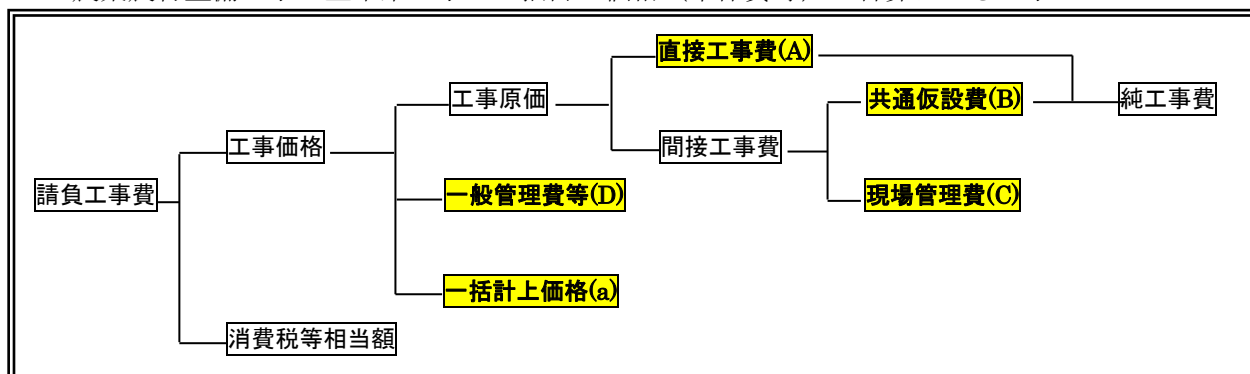 直接工事費(A)
工事原価
共通仮設費(B)
純工事費
工事価格
間接工事費
請負工事費
一般管理費等(D)
現場管理費(C)
一括計上価格(a)
消費税等相当額